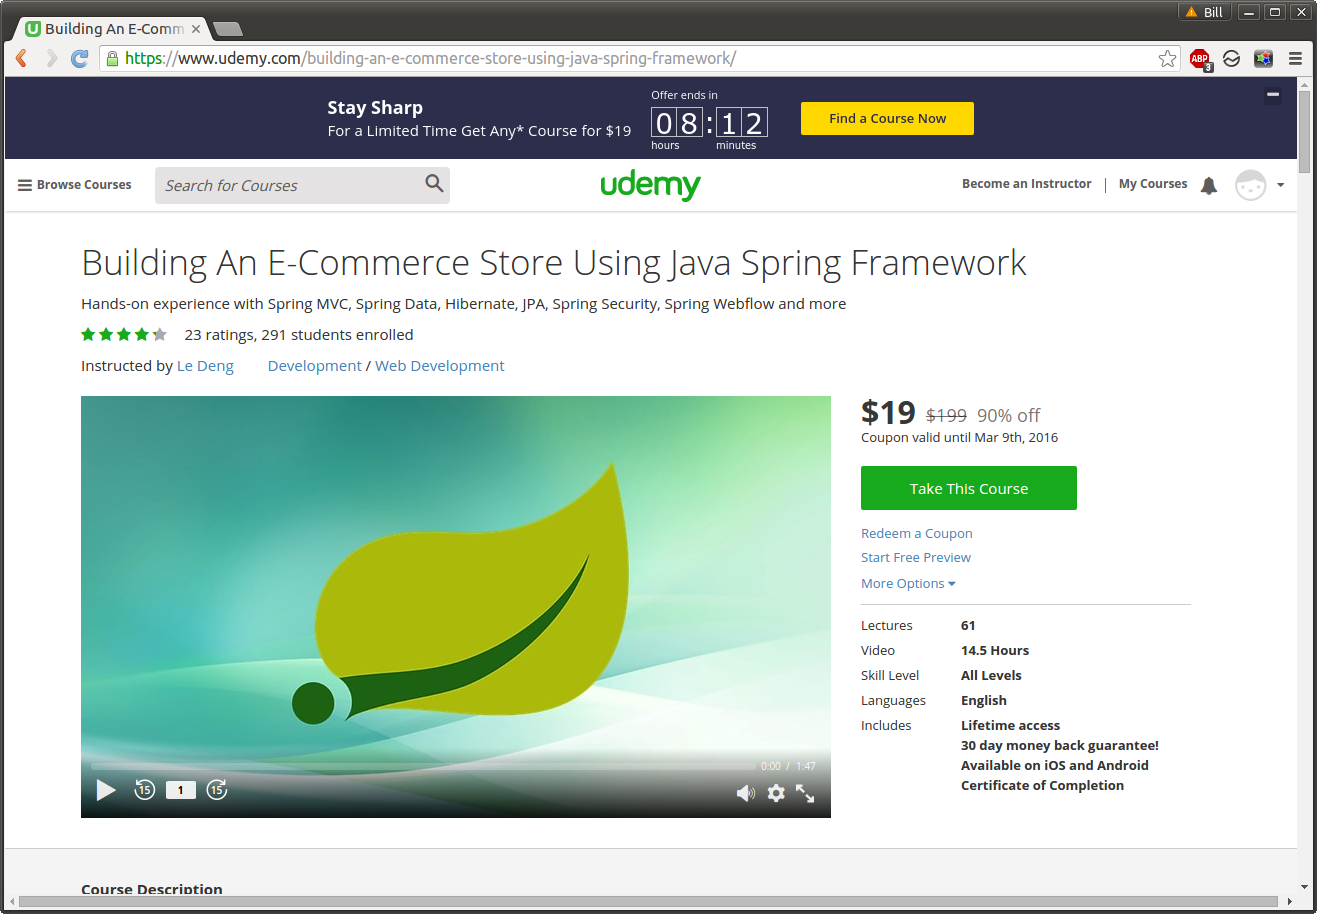 Bill
Building An E-Comm
https://www.udemy.com/building-an-e-commerce-store-using-java-spring-framework/
ABP
3
Stay Sharp
For a Limited Time Get Any* Course for $19
Offer ends in
08:12
hours minutes
Find a Course Now
Browse Courses
Search for Courses
udemy
Become an Instructor
My Courses
Building An E-Commerce Store Using Java Spring Framework
Hands-on experience with Spring MVC, Spring Data, Hibernate, JPA, Spring Security, Spring Webflow and more
23 ratings, 291 students enrolled
Instructed by Le Deng Development / Web Development
0:00 / 1:47
15 1 15
$19 $199 90% off
Coupon valid until Mar 9th, 2016
Take This Course
Redeem a Coupon
Start Free Preview
More Options
Lectures 61
Video 14.5 Hours
Skill Level All Levels
Languages English
Includes Lifetime access
30 day money back guarantee!
Available on iOS and Android
Certificate of Completion
Course Description